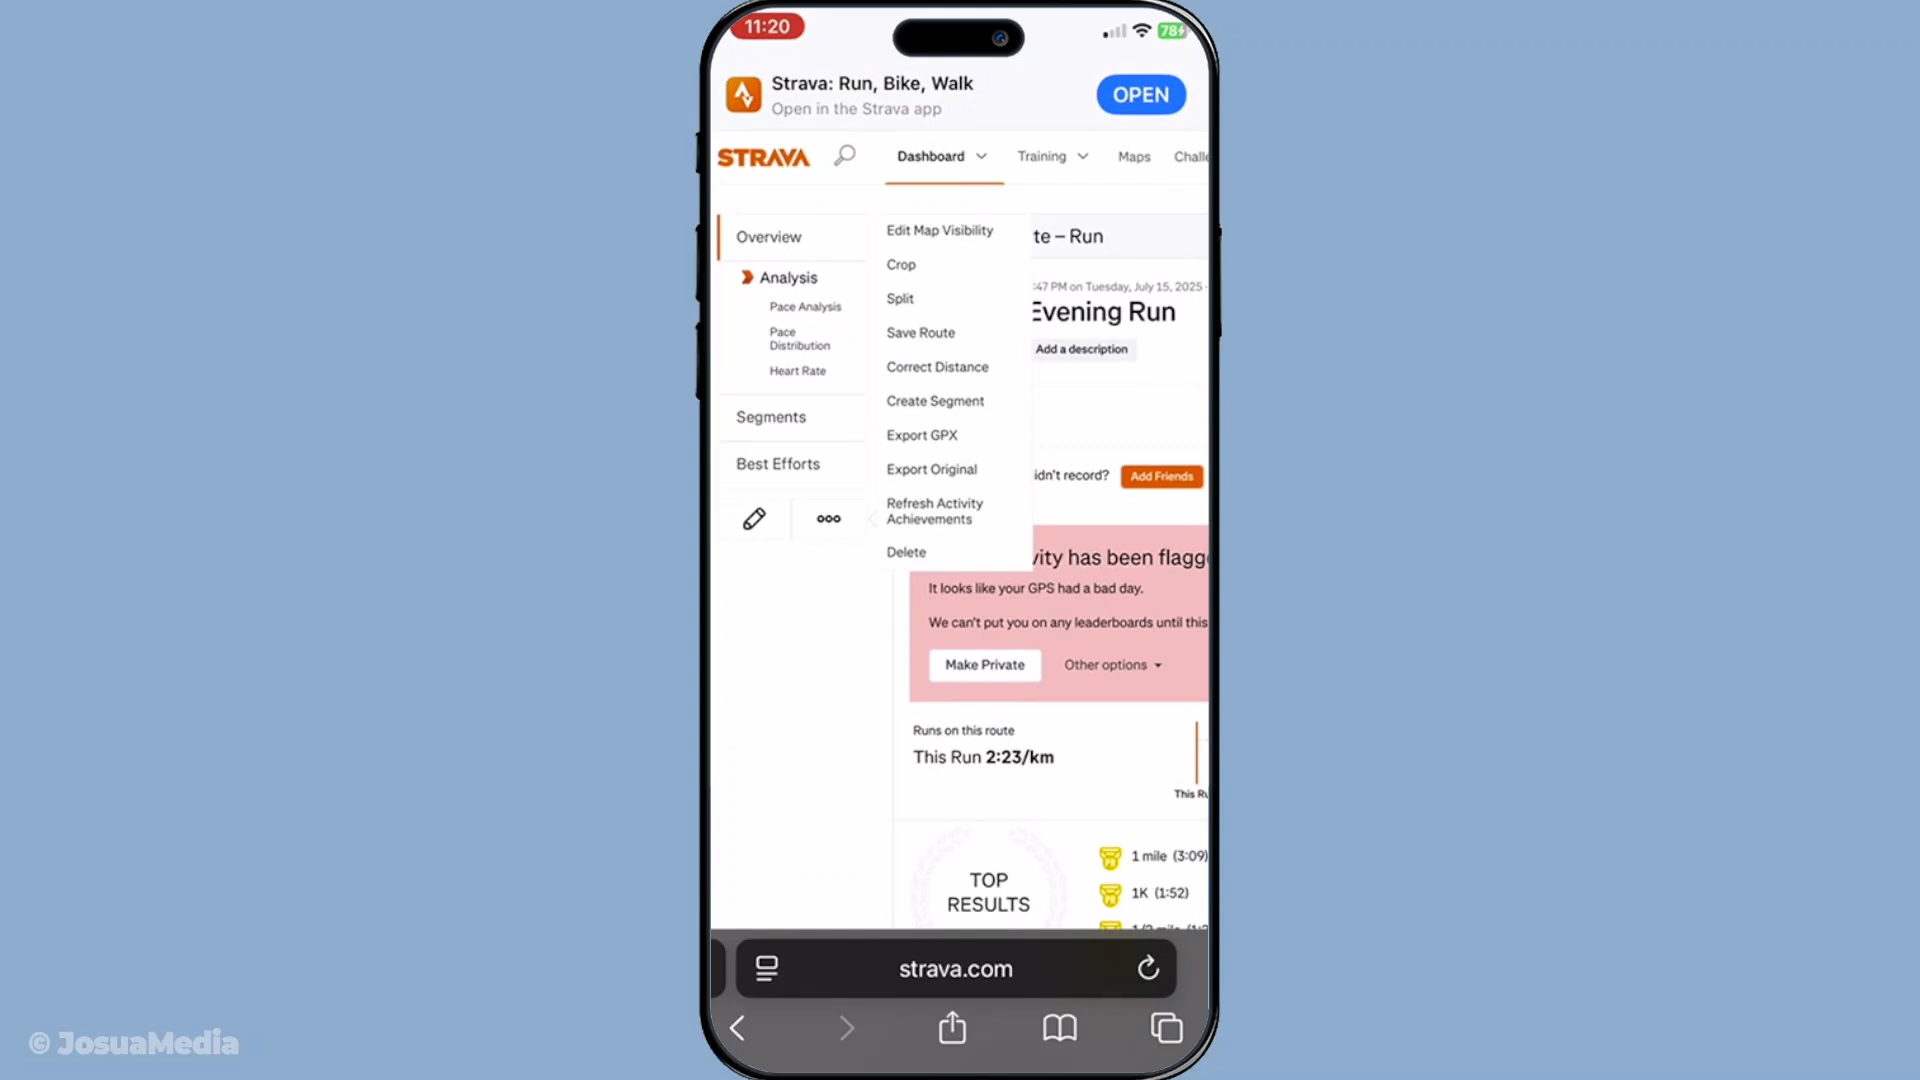 11:20
78
Strava: Run, Bike, Walk
Open in the Strava app
OPEN
STRAVA
Dashboard
Training
Maps
Challe
Overview
Analysis
Pace Analysis
Pace
Distribution
Heart Rate
Segments
Best Efforts
Edit Map Visibility
Crop
Split
Save Route
Correct Distance
Create Segment
Export GPX
Export Original
Refresh Activity
Achievements
Delete
te – Run
:47 PM on Tuesday, July 15, 2025 ·
Evening Run
Add a description
idn't record?
Add Friends
vity has been flagg
It looks like your GPS had a bad day.
We can't put you on any leaderboards until this
Make Private
Other options
Runs on this route
This Run 2:23/km
This Ru
TOP
RESULTS
1 mile (3:09)
1K (1:52)
strava.com
© JosuaMedia